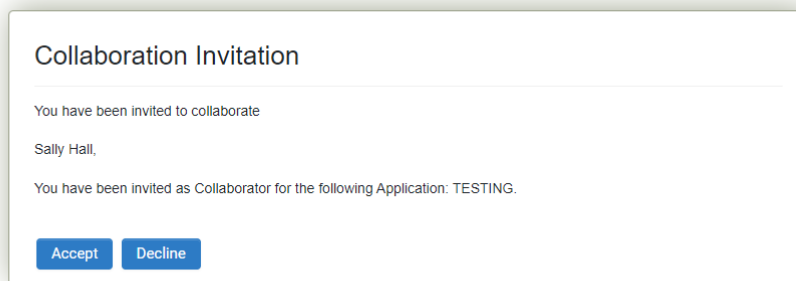 Collaboration Invitation
You have been invited to collaborate
Sally Hall,
You have been invited as Collaborator for the following Application: TESTING.
Accept Decline